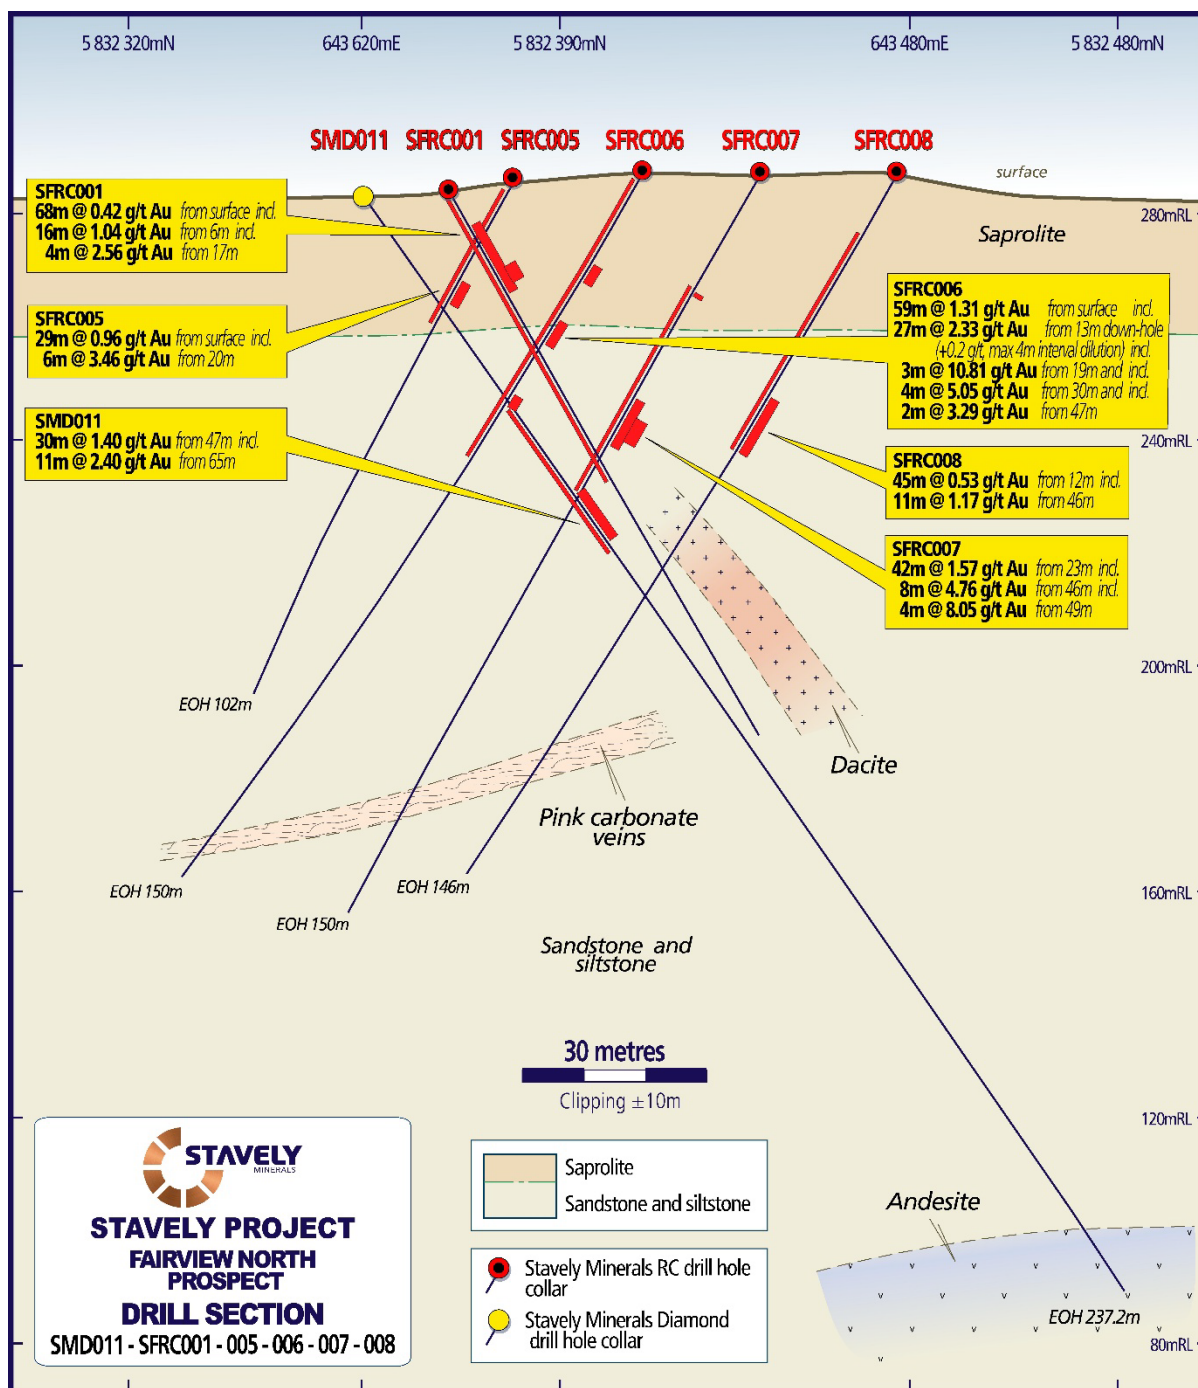 5 832 320mN
643 620mE
5 832 390mN
643 480mE
5 832 480mN
SMD011
SFRC001
SFRC005
SFRC006
SFRC007
SFRC008
surface
280mRL
Saprolite
SFRC001
68m @ 0.42 g/t Au from surface incl.
16m @ 1.04 g/t Au from 6m incl.
4m @ 2.56 g/t Au from 17m
SFRC005
29m @ 0.96 g/t Au from surface incl.
6m @ 3.46 g/t Au from 20m
SMD011
30m @ 1.40 g/t Au from 47m incl.
11m @ 2.40 g/t Au from 65m
SFRC006
59m @ 1.31 g/t Au from surface incl.
27m @ 2.33 g/t Au from 13m down-hole
(+0.2 g/t, max 4m interval dilution) incl.
3m @ 10.81 g/t Au from 19m and incl.
4m @ 5.05 g/t Au from 30m and incl.
2m @ 3.29 g/t Au from 47m
240mRL
SFRC008
45m @ 0.53 g/t Au from 12m incl.
11m @ 1.17 g/t Au from 46m
SFRC007
42m @ 1.57 g/t Au from 23m incl.
8m @ 4.76 g/t Au from 46m incl.
4m @ 8.05 g/t Au from 49m
200mRL
EOH 102m
Dacite
Pink carbonate
veins
EOH 150m
EOH 150m
EOH 146m
160mRL
Sandstone and
siltstone
30 metres
Clipping ±10m
120mRL
STAVELY
MINERALS
STAVELY PROJECT
FAIRVIEW NORTH
PROSPECT
DRILL SECTION
SMD011 - SFRC001 - 005 - 006 - 007 - 008
Saprolite
Sandstone and siltstone
Stavely Minerals RC drill hole
collar
Stavely Minerals Diamond
drill hole collar
Andesite
EOH 237.2m
80mRL